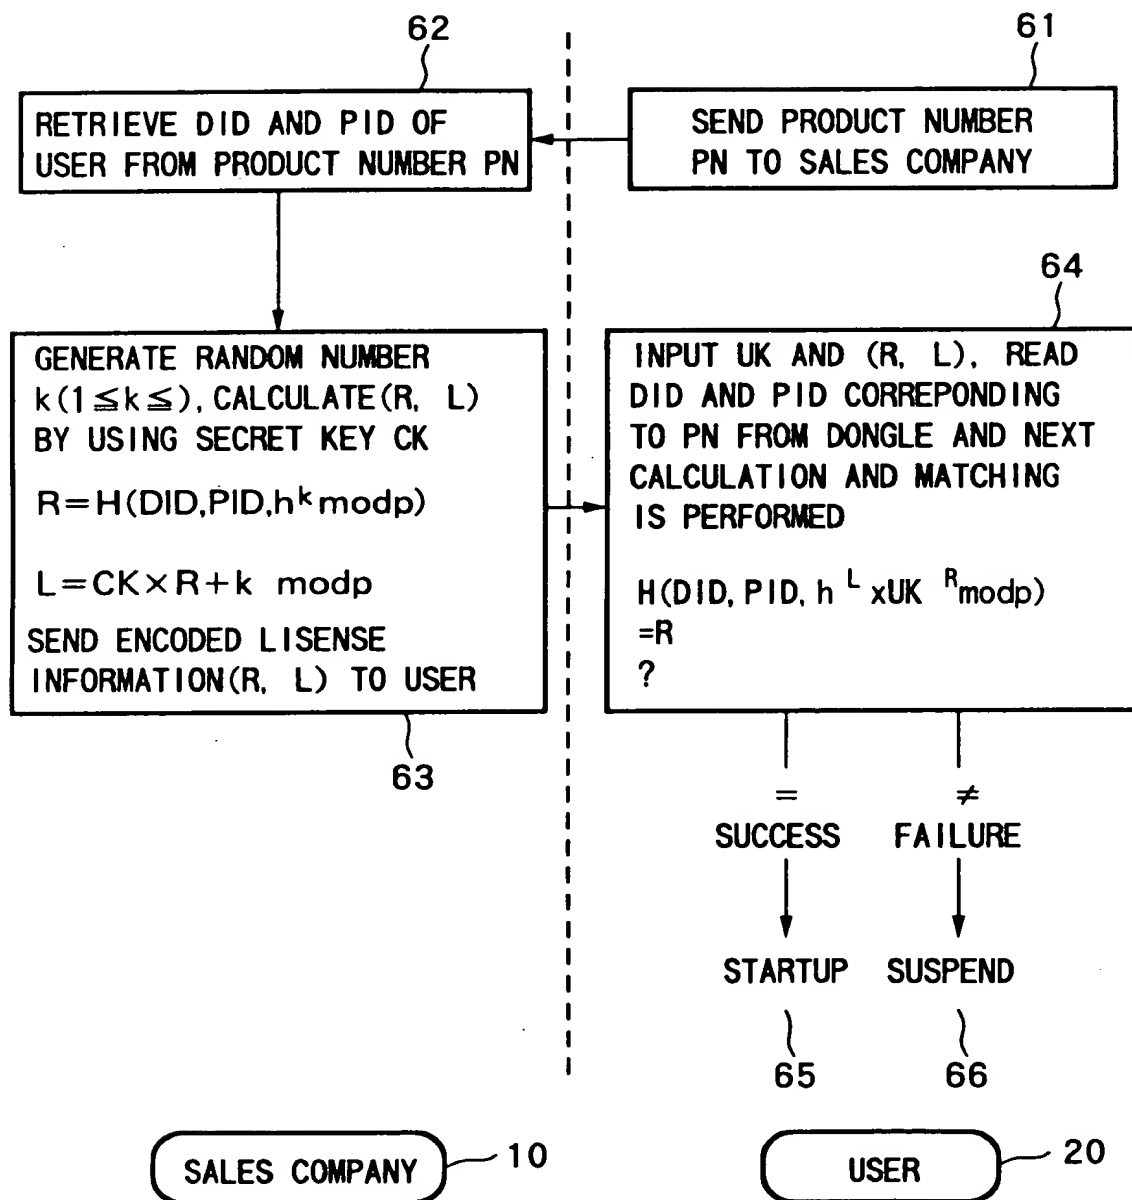 62
61
RETRIEVE DID AND PID OF
USER FROM PRODUCT NUMBER PN
SEND PRODUCT NUMBER
PN TO SALES COMPANY
64
GENERATE RANDOM NUMBER
k(1≦k≦), CALCULATE(R, L)
BY USING SECRET KEY CK
R=H(DID,PID,h^k modp)
L=CK×R+k modp
SEND ENCODED LISENSE
INFORMATION(R, L) TO USER
63
INPUT UK AND (R, L), READ
DID AND PID CORREPONDING
TO PN FROM DONGLE AND NEXT
CALCULATION AND MATCHING
IS PERFORMED
H(DID, PID, h ^L xUK ^R modp)
=R
?
= ≠
SUCCESS FAILURE
STARTUP SUSPEND
65 66
SALES COMPANY 10
USER 20